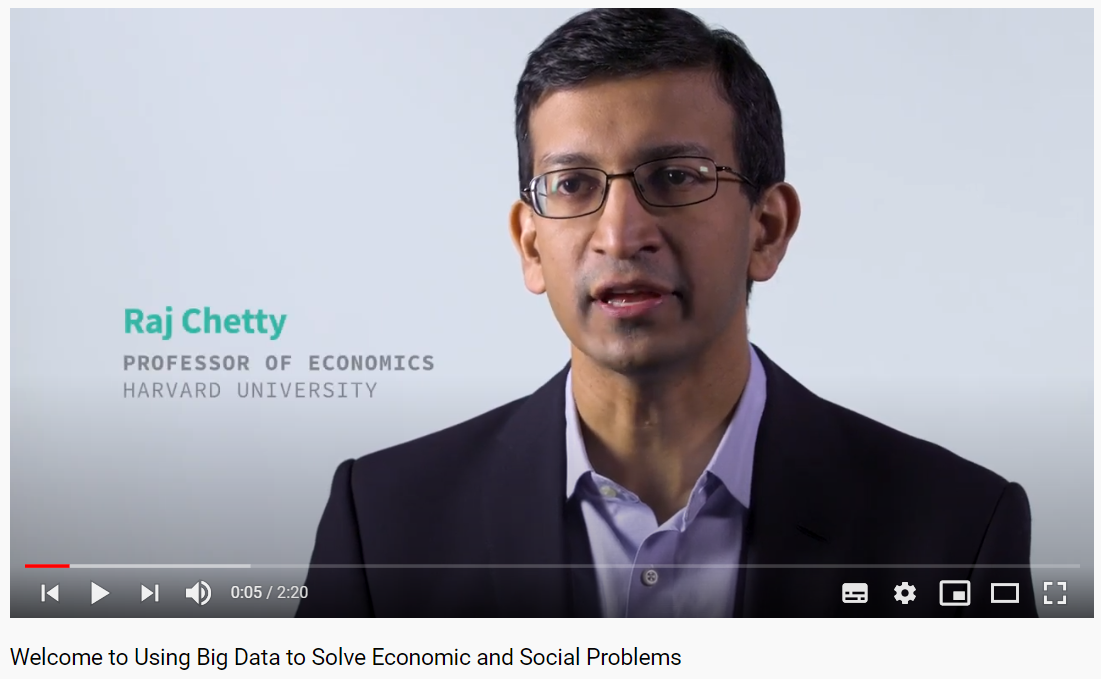 Raj Chetty
PROFESSOR OF ECONOMICS
HARVARD UNIVERSITY
0:05 / 2:20
Welcome to Using Big Data to Solve Economic and Social Problems